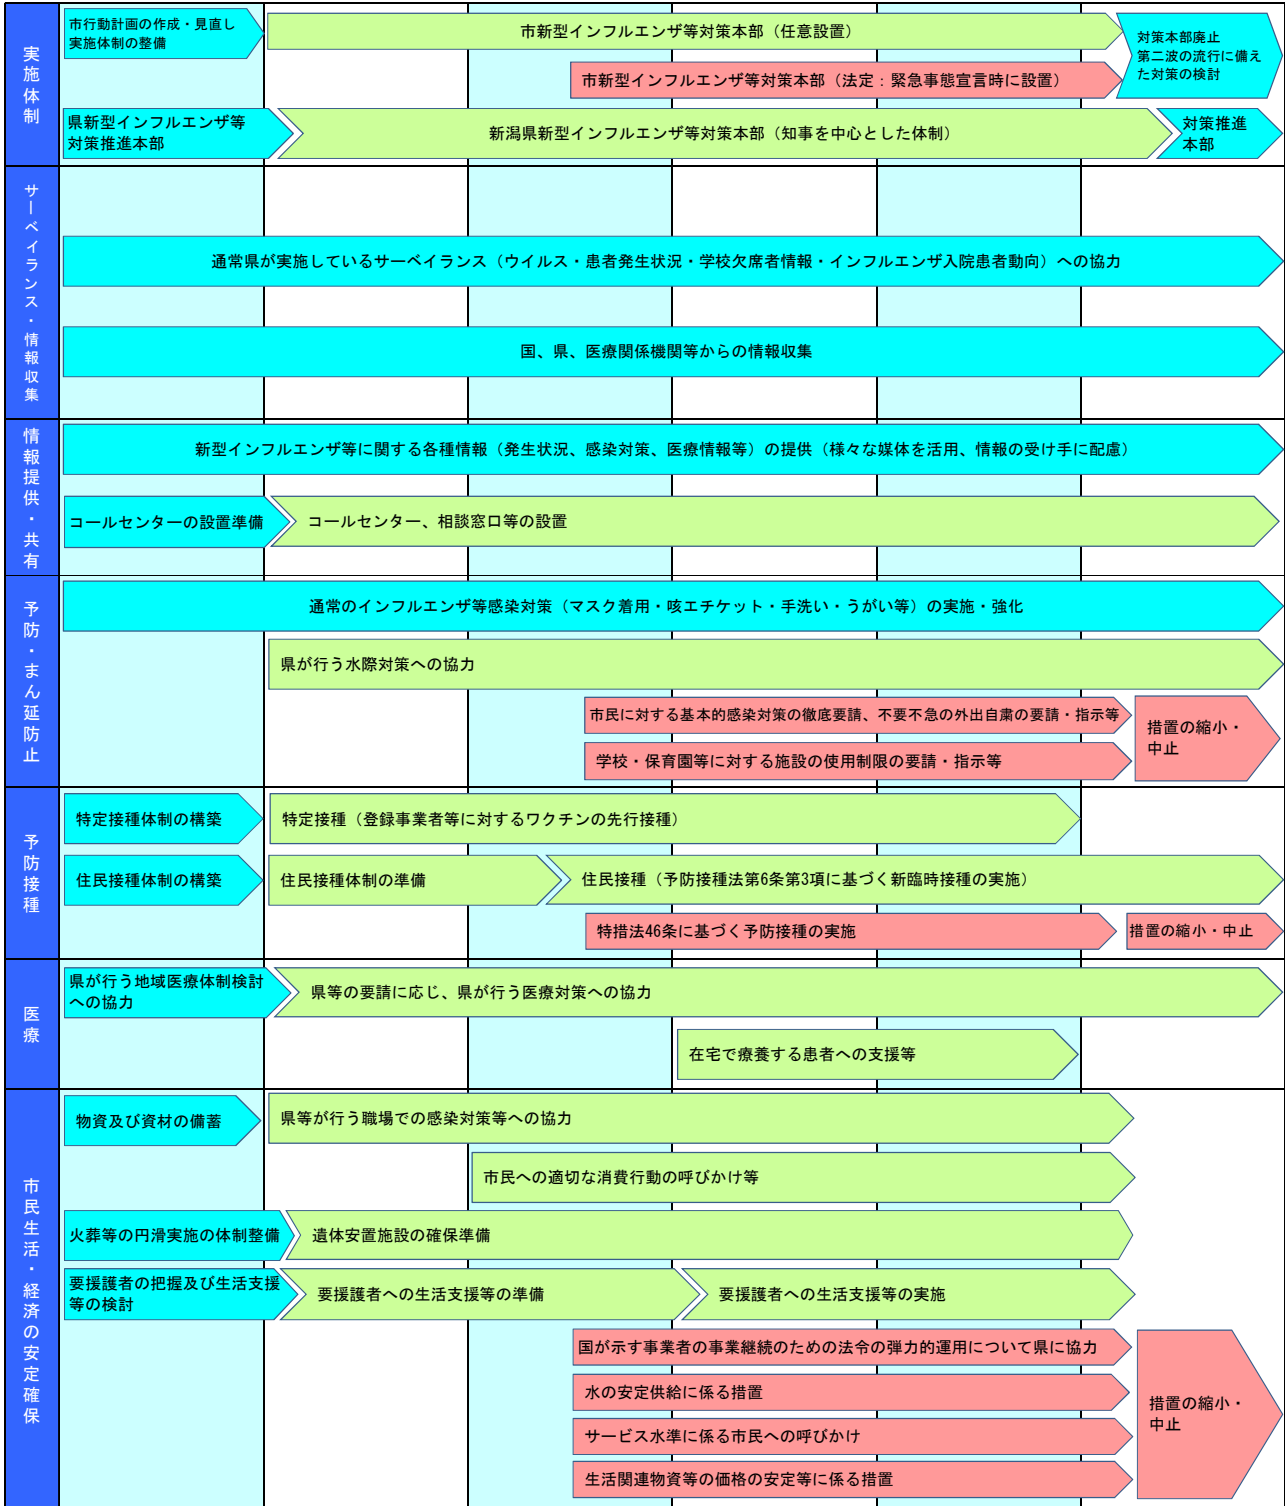 実施体制
市行動計画の作成・見直し
実施体制の整備
市新型インフルエンザ等対策本部（任意設置）
市新型インフルエンザ等対策本部（法定：緊急事態宣言時に設置）
対策本部廃止
第二波の流行に備え
た対策の検討
県新型インフルエンザ等
対策推進本部
新潟県新型インフルエンザ等対策本部（知事を中心とした体制）
対策推進
本部
サーベイランス・情報収集
通常県が実施しているサーベイランス（ウイルス・患者発生状況・学校欠席者情報・インフルエンザ入院患者動向）への協力
国、県、医療関係機関等からの情報収集
情報提供・共有
新型インフルエンザ等に関する各種情報（発生状況、感染対策、医療情報等）の提供（様々な媒体を活用、情報の受け手に配慮）
コールセンターの設置準備
コールセンター、相談窓口等の設置
予防・まん延防止
通常のインフルエンザ等感染対策（マスク着用・咳エチケット・手洗い・うがい等）の実施・強化
県が行う水際対策への協力
市民に対する基本的感染対策の徹底要請、不要不急の外出自粛の要請・指示等
学校・保育園等に対する施設の使用制限の要請・指示等
措置の縮小・
中止
予防接種
特定接種体制の構築
特定接種（登録事業者等に対するワクチンの先行接種）
住民接種体制の構築
住民接種体制の準備
住民接種（予防接種法第6条第3項に基づく新臨時接種の実施）
特措法46条に基づく予防接種の実施
措置の縮小・中止
医療
県が行う地域医療体制検討
への協力
県等の要請に応じ、県が行う医療対策への協力
在宅で療養する患者への支援等
市民生活・経済の安定確保
物資及び資材の備蓄
県等が行う職場での感染対策等への協力
市民への適切な消費行動の呼びかけ等
火葬等の円滑実施の体制整備
遺体安置施設の確保準備
要援護者の把握及び生活支援
等の検討
要援護者への生活支援等の準備
要援護者への生活支援等の実施
国が示す事業者の事業継続のための法令の弾力的運用について県に協力
水の安定供給に係る措置
サービス水準に係る市民への呼びかけ
生活関連物資等の価格の安定等に係る措置
措置の縮小・
中止